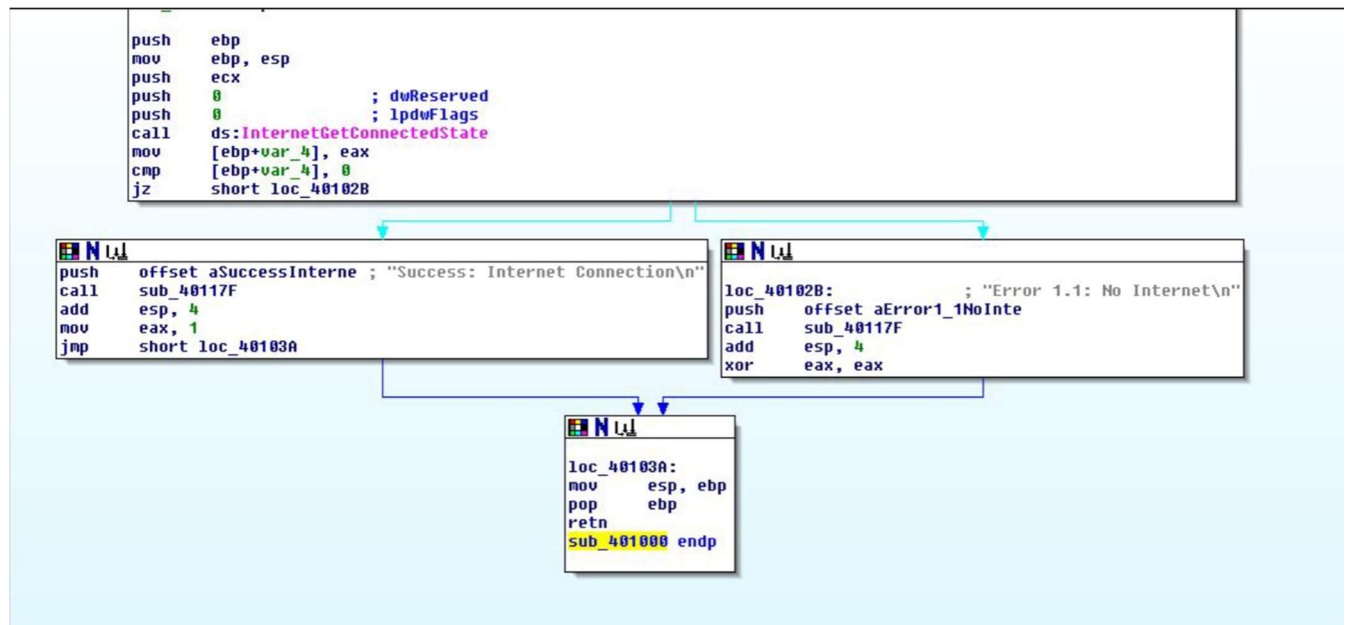 push ebp
mov ebp, esp
push ecx
push 0 ; dwReserved
push 0 ; lpdwFlags
call ds:InternetGetConnectedState
mov [ebp+var_4], eax
cmp [ebp+var_4], 0
jz short loc_40102B
push offset aSuccessInterne ; "Success: Internet Connection\n"
call sub_40117F
add esp, 4
mov eax, 1
jmp short loc_40103A
loc_40102B: ; "Error 1.1: No Internet\n"
push offset aError1_1NoInte
call sub_40117F
add esp, 4
xor eax, eax
loc_40103A:
mov esp, ebp
pop ebp
retn
sub_401000 endp